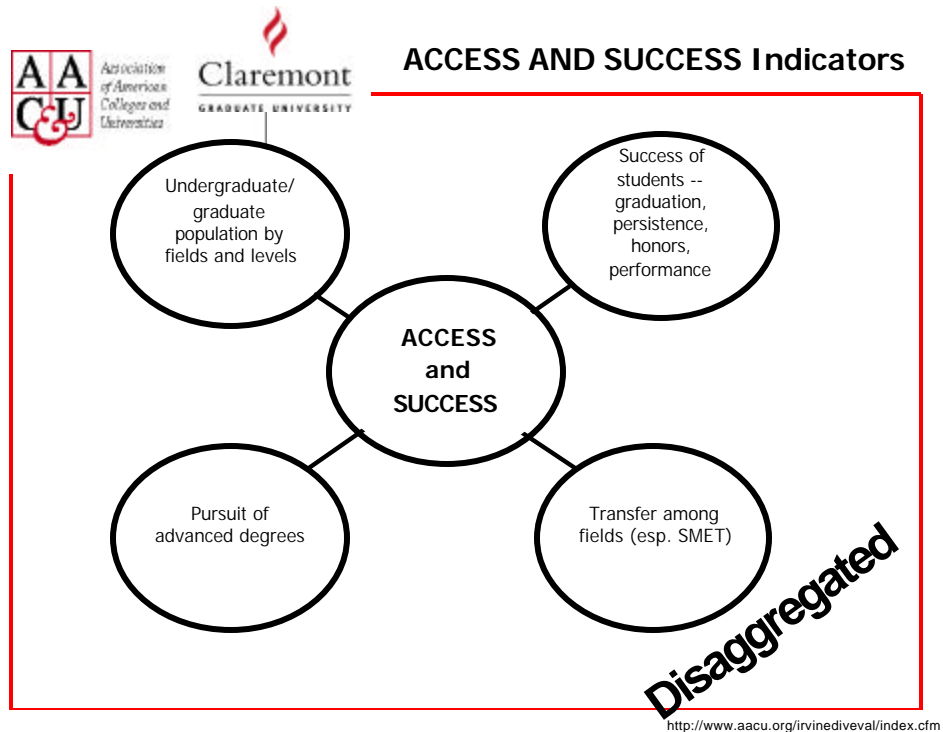 AAC&U
Association
of American
Colleges and
Universities
Claremont
GRADUATE UNIVERSITY
ACCESS AND SUCCESS Indicators
Undergraduate/
graduate
population by
fields and levels
Success of
students --
graduation,
persistence,
honors,
performance
ACCESS
and
SUCCESS
Pursuit of
advanced degrees
Transfer among
fields (esp. SMET)
Disaggregated
http://www.aacu.org/irvinediveval/index.cfm